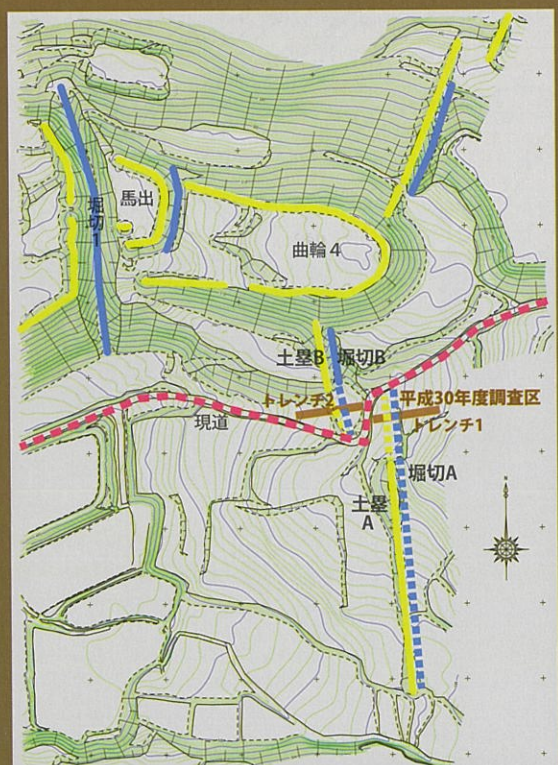 馬出
堀切1
曲輪4
土塁B
堀切B
トレンチ2
平成30年度調査区
トレンチ1
現道
堀切A
土塁
A